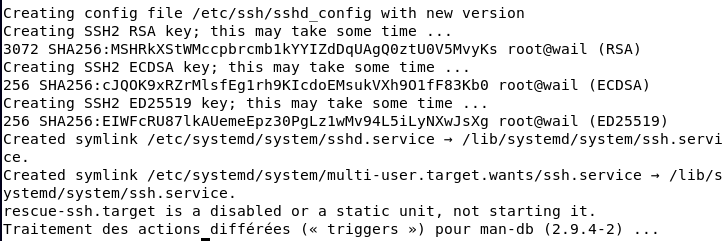 Creating config file /etc/ssh/sshd_config with new version
Creating SSH2 RSA key; this may take some time ...
3072 SHA256:MSHRkXStWMccpbrcmb1kYYIZdDqUAgQ0ztU0V5MvyKs root@wail (RSA)
Creating SSH2 ECDSA key; this may take some time ...
256 SHA256:cJQOK9xRZrMlsfEg1rh9KIcdoEMsukVXh9O1fF83Kb0 root@wail (ECDSA)
Creating SSH2 ED25519 key; this may take some time ...
256 SHA256:EIWFcRU87lkAUemeEpz30PgLz1wMv94L5iLyNXwJsXg root@wail (ED25519)
Created symlink /etc/systemd/system/sshd.service → /lib/systemd/system/ssh.servi
ce.
Created symlink /etc/systemd/system/multi-user.target.wants/ssh.service → /lib/s
ystemd/system/ssh.service.
rescue-ssh.target is a disabled or a static unit, not starting it.
Traitement des actions différées (« triggers ») pour man-db (2.9.4-2) ...